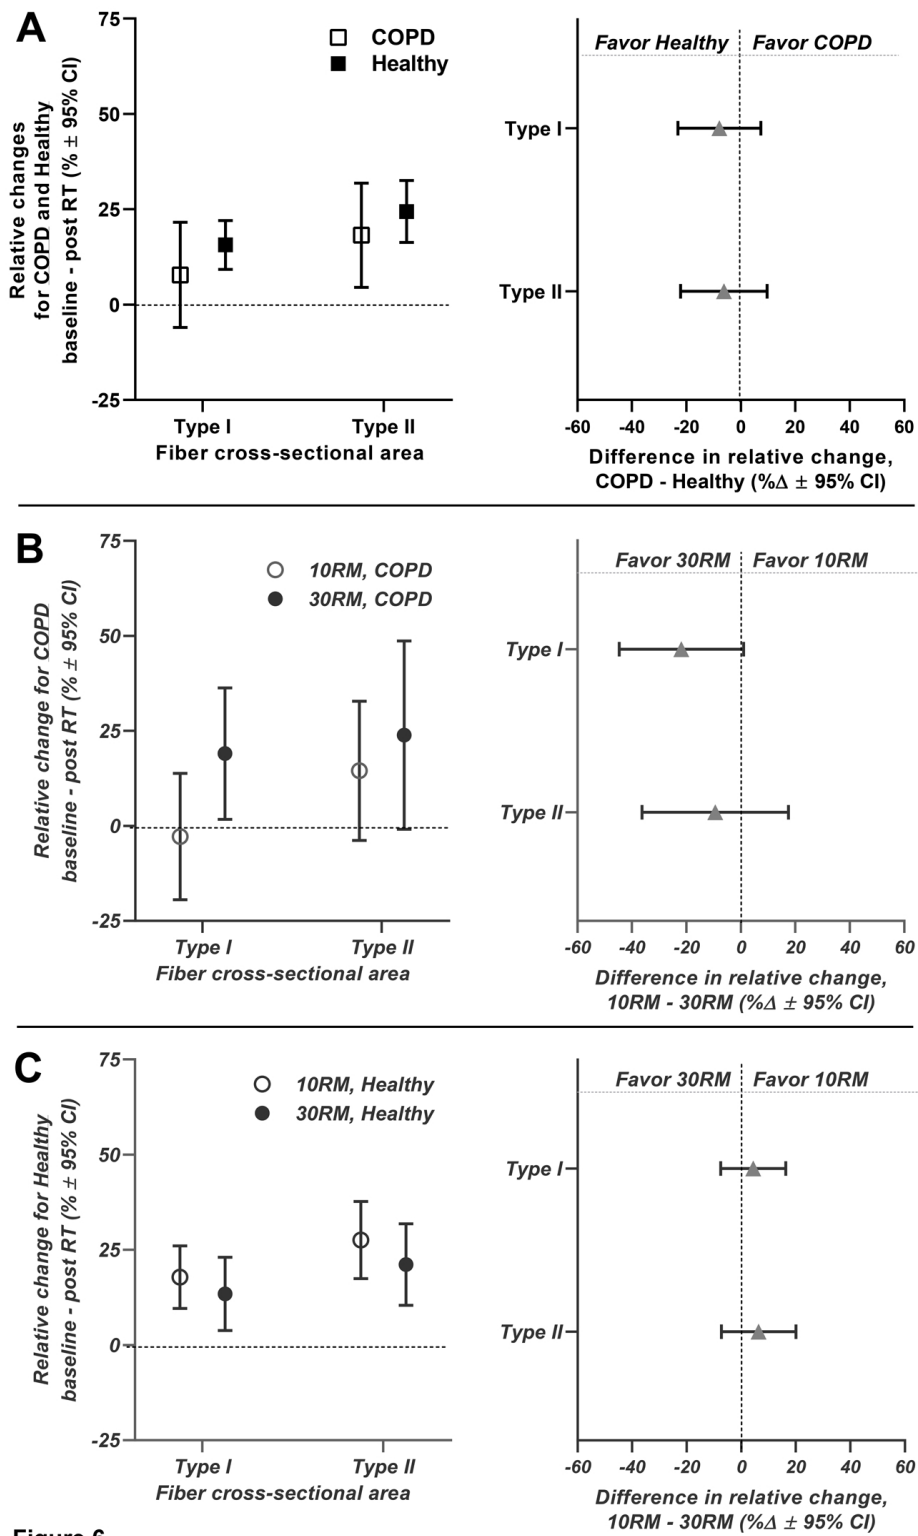 A
75
50
25
0
-25
Relative changes
for COPD and Healthy
baseline - post RT (% ± 95% CI)
COPD
Healthy
Type I
Type II
Fiber cross-sectional area
Favor Healthy
Favor COPD
Type I
Type II
-60
-40
-20
0
20
40
60
Difference in relative change,
COPD - Healthy (%Δ ± 95% CI)
B
75
50
25
0
-25
Relative change for COPD
baseline - post RT (% ± 95% CI)
10RM, COPD
30RM, COPD
Type I
Type II
Fiber cross-sectional area
Favor 30RM
Favor 10RM
Type I
Type II
-60
-40
-20
0
20
40
60
Difference in relative change,
10RM - 30RM (%Δ ± 95% CI)
C
75
50
25
0
-25
Relative change for Healthy
baseline - post RT (% ± 95% CI)
10RM, Healthy
30RM, Healthy
Type I
Type II
Fiber cross-sectional area
Favor 30RM
Favor 10RM
Type I
Type II
-60
-40
-20
0
20
40
60
Difference in relative change,
10RM - 30RM (%Δ ± 95% CI)
Figure 6